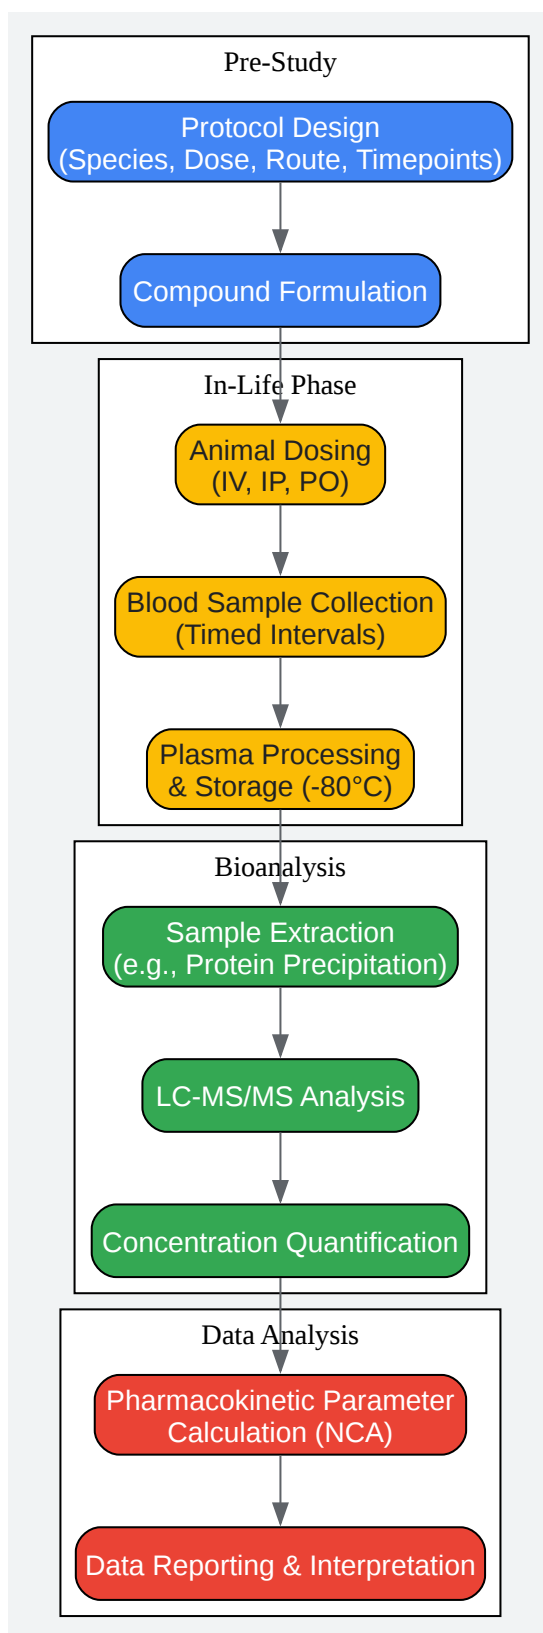 Pre-Study
Protocol Design
(Species, Dose, Route, Timepoints)
Compound Formulation
In-Life Phase
Animal Dosing
(IV, IP, PO)
Blood Sample Collection
(Timed Intervals)
Plasma Processing
& Storage (-80°C)
Bioanalysis
Sample Extraction
(e.g., Protein Precipitation)
LC-MS/MS Analysis
Concentration Quantification
Data Analysis
Pharmacokinetic Parameter
Calculation (NCA)
Data Reporting & Interpretation